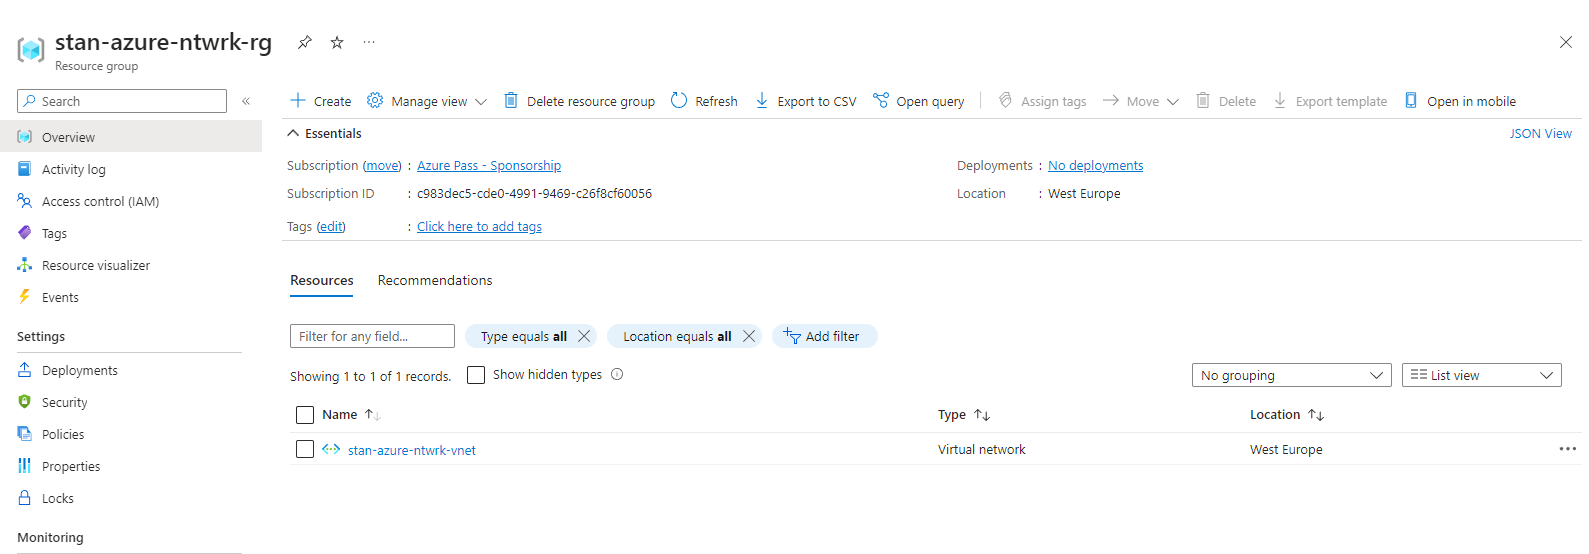 stan-azure-ntwrk-rg
Resource group
Search
Overview
Activity log
Access control (IAM)
Tags
Resource visualizer
Events
Settings
Deployments
Security
Policies
Properties
Locks
Monitoring
Create Manage view Delete resource group Refresh Export to CSV Open query Assign tags Move Delete Export template Open in mobile
Essentials JSON View
Subscription (move) : Azure Pass - Sponsorship Deployments : No deployments
Subscription ID : c983dec5-cde0-4991-9469-c26f8cf60056 Location : West Europe
Tags (edit) : Click here to add tags
Resources Recommendations
Filter for any field... Type equals all Location equals all Add filter
Showing 1 to 1 of 1 records. Show hidden types No grouping List view
Name Type Location
stan-azure-ntwrk-vnet Virtual network West Europe